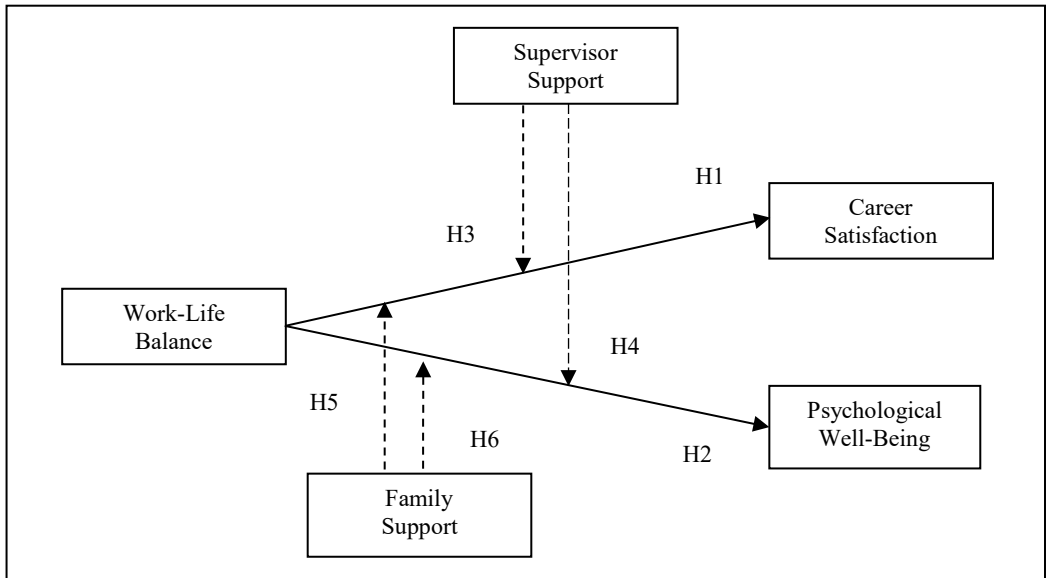 Supervisor
Support
H1
Career
Satisfaction
H3
Work-Life
Balance
H4
H5
Psychological
Well-Being
H6
H2
Family
Support